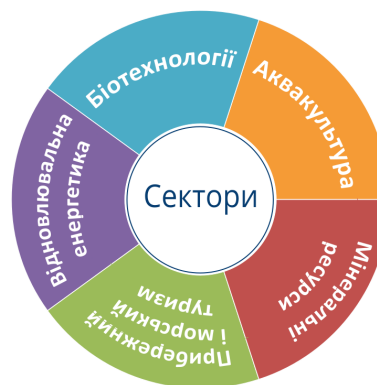 Біотехнології
Аквакультура
Мінеральні
ресурси
Прибережний
і морський
туризм
Відновлювальна
енергетика
Сектори